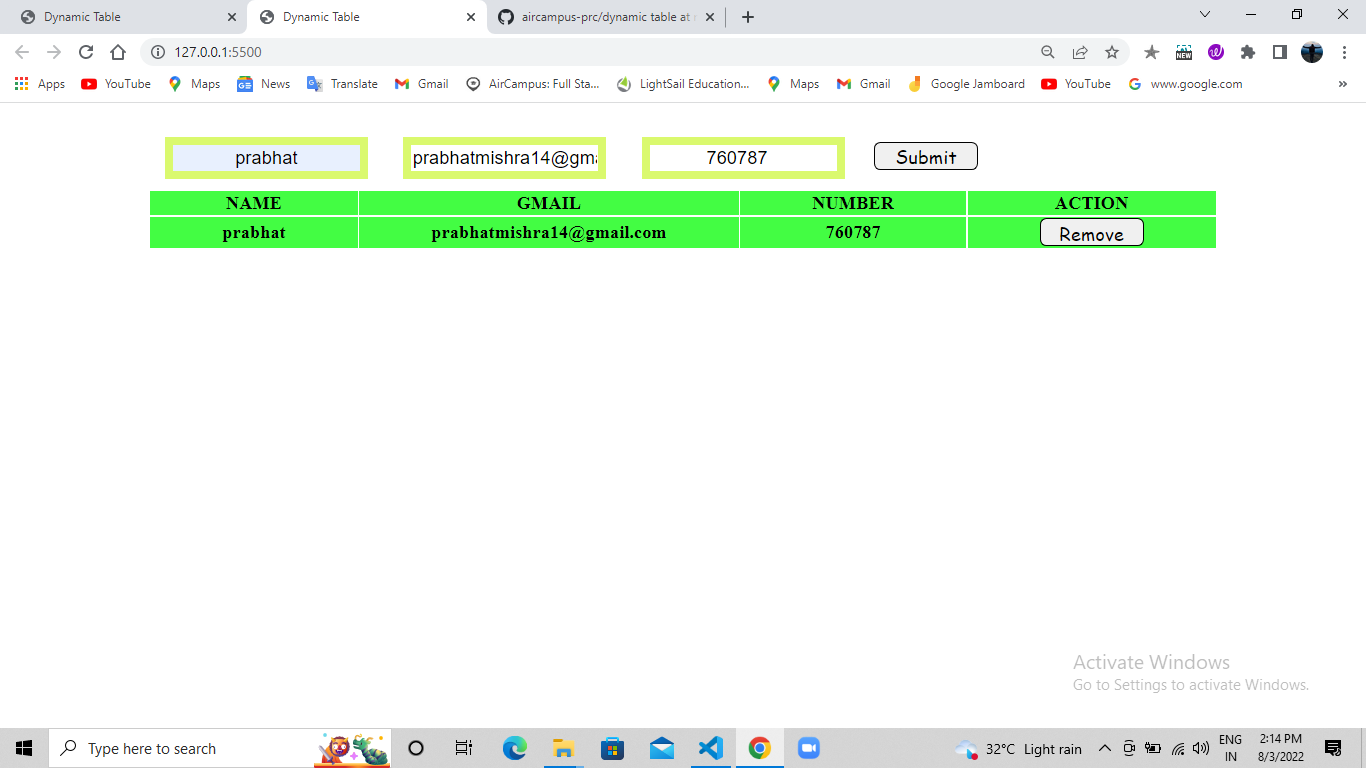 Dynamic Table
Dynamic Table
aircampus-prc/dynamic table at
127.0.0.1:5500
NEW
Apps
YouTube
Maps
News
Translate
Gmail
AirCampus: Full Sta...
LightSail Education...
Maps
Gmail
Google Jamboard
YouTube
www.google.com
»
prabhat
prabhatmishra14@gma
760787
Submit
NAME GMAIL NUMBER ACTION
prabhat prabhatmishra14@gmail.com 760787 Remove
Activate Windows
Go to Settings to activate Windows.
Type here to search
32°C Light rain
ENG
IN
2:14 PM
8/3/2022